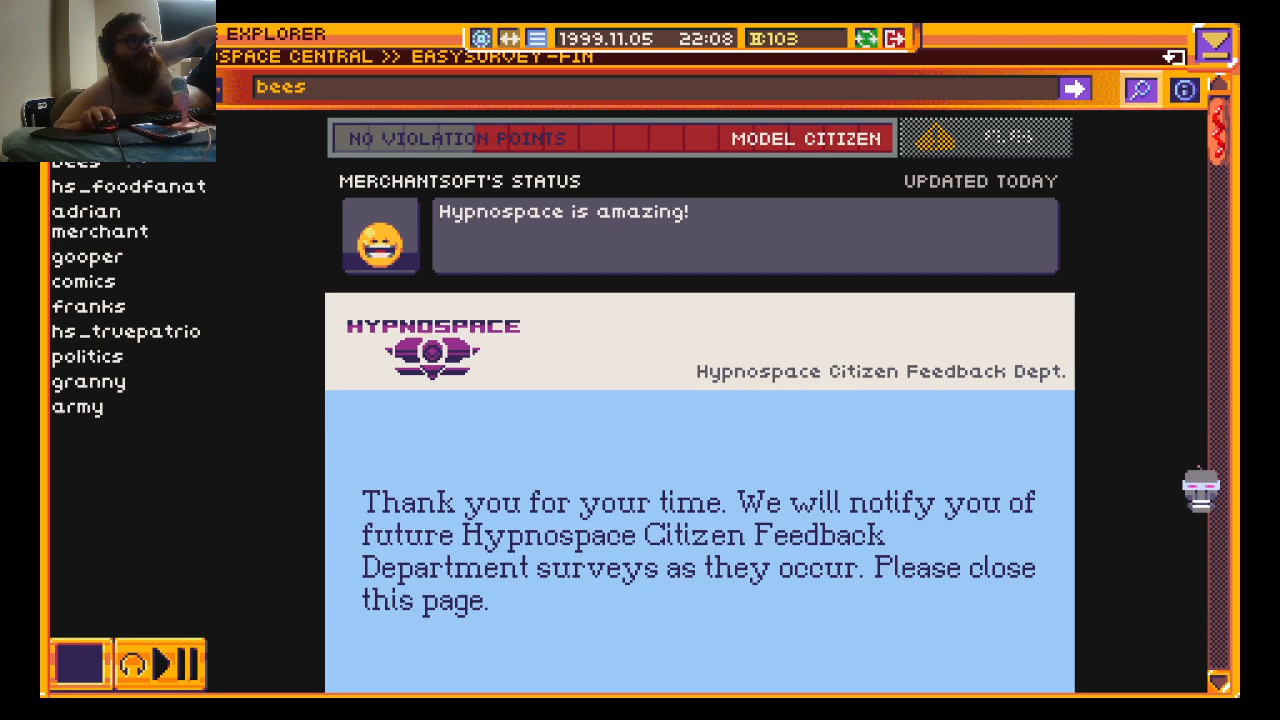 EXPLORER
1999.11.05 22:08 103
SPACE CENTRAL >> EASYSURVEY-FIN
bees
NO VIOLATION POINTS MODEL CITIZEN
MERCHANTSOFT'S STATUS UPDATED TODAY
Hypnospace is amazing!
bees
hs_foodfanat
adrian
merchant
gooper
comics
franks
hs_truepatrio
politics
granny
army
HYPNOSPACE
Hypnospace Citizen Feedback Dept.
Thank you for your time. We will notify you of
future Hypnospace Citizen Feedback
Department surveys as they occur. Please close
this page.